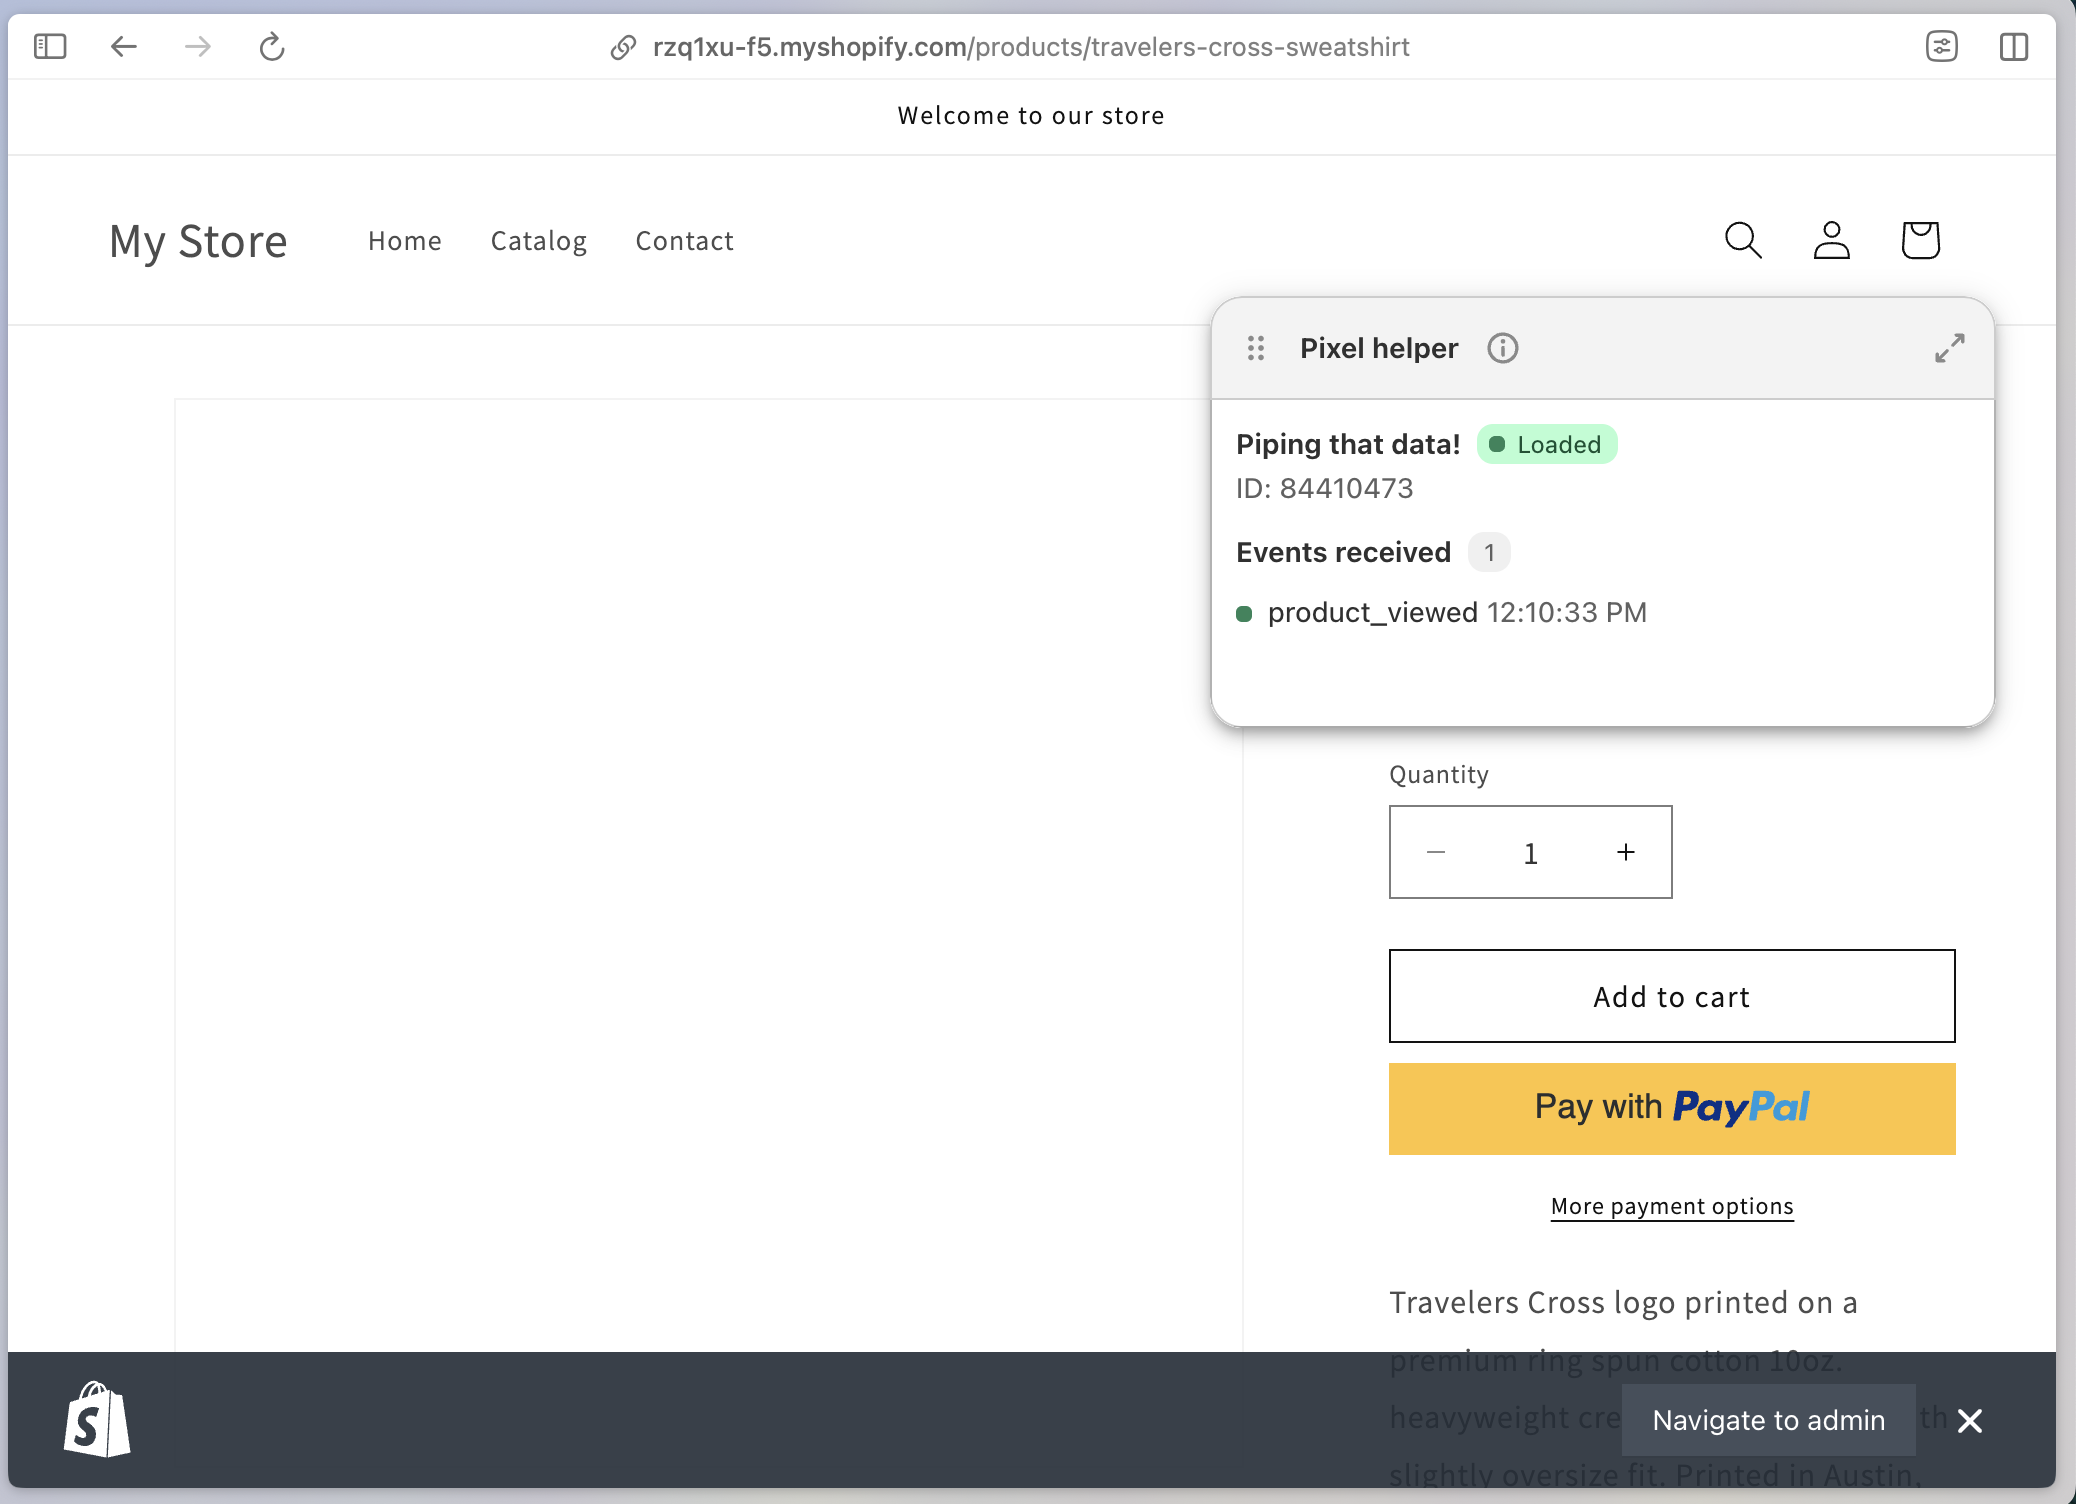 rzq1xu-f5.myshopify.com/products/travelers-cross-sweatshirt
Welcome to our store
My Store
Home
Catalog
Contact
Pixel helper
Piping that data!
Loaded
ID: 84410473
Events received
1
product_viewed 12:10:33 PM
Quantity
1
Add to cart
Pay with PayPal
More payment options
Travelers Cross logo printed on a
premium ring spun cotton 10oz.
heavyweight cre
th
slightly oversize fit. Printed in Austin,
Navigate to admin